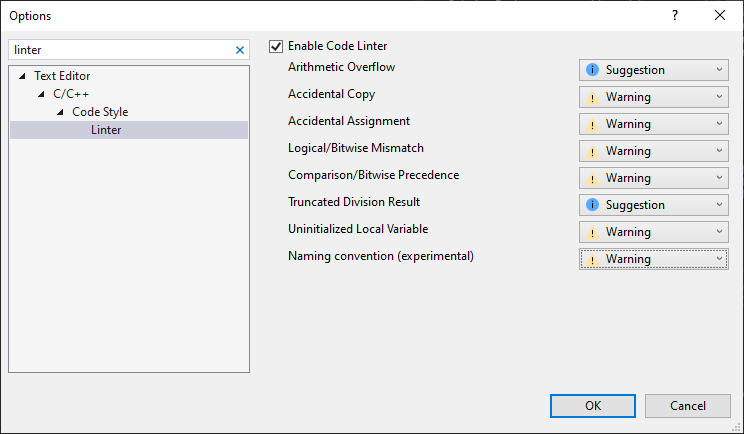 Options
linter
Text Editor
C/C++
Code Style
Linter
Enable Code Linter
Arithmetic Overflow Suggestion
Accidental Copy Warning
Accidental Assignment Warning
Logical/Bitwise Mismatch Warning
Comparison/Bitwise Precedence Warning
Truncated Division Result Suggestion
Uninitialized Local Variable Warning
Naming convention (experimental) Warning
OK Cancel